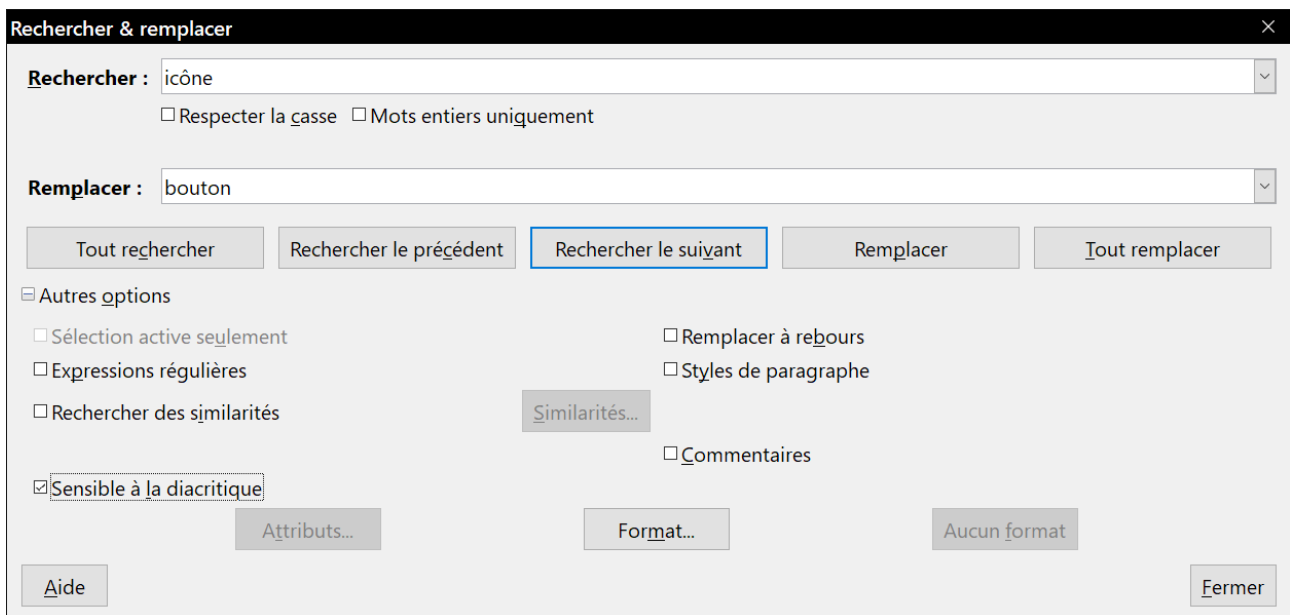 Rechercher & remplacer
Rechercher : icône
Respecter la casse Mots entiers uniquement
Remplacer : bouton
Tout rechercher Rechercher le précédent Rechercher le suivant Remplacer Tout remplacer
Autres options
Sélection active seulement Remplacer à rebours
Expressions régulières Styles de paragraphe
Rechercher des similarités Similarités...
Commentaires
Sensible à la diacritique
Attributs... Format... Aucun format
Aide Fermer